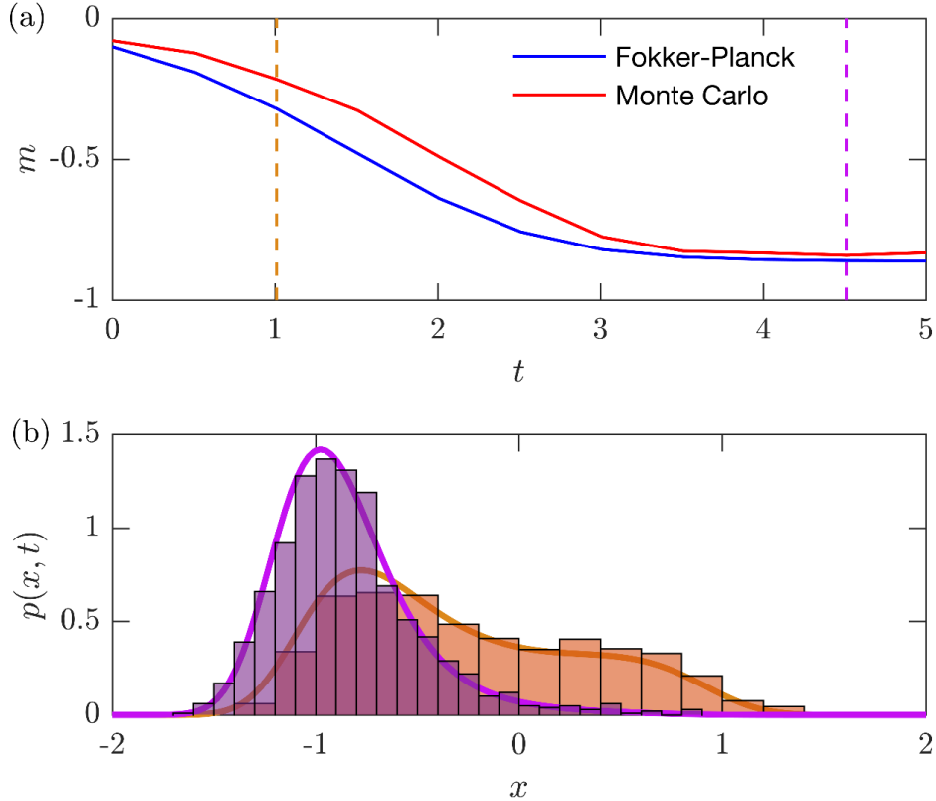 (a)
0
-0.5
-1
m
Fokker-Planck
Monte Carlo
0 1 2 3 4 5
t
(b)
1.5
1
0.5
0
p(x, t)
-2 -1 0 1 2
x